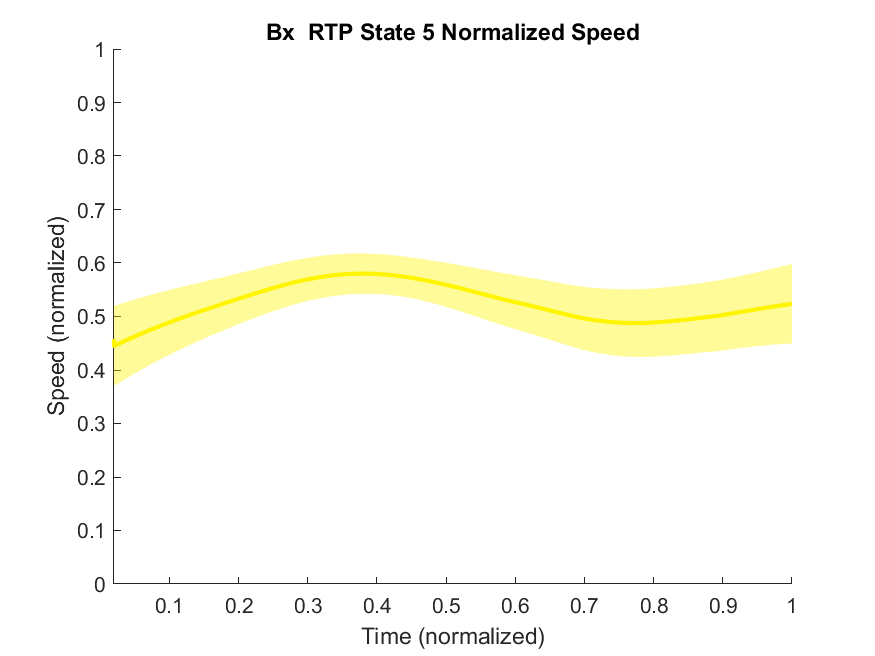 Bx  RTP State 5 Normalized Speed
1
0.9
0.8
0.7
0.6
0.5
0.4
0.3
0.2
0.1
0
Speed (normalized)
0.1 0.2 0.3 0.4 0.5 0.6 0.7 0.8 0.9 1
Time (normalized)